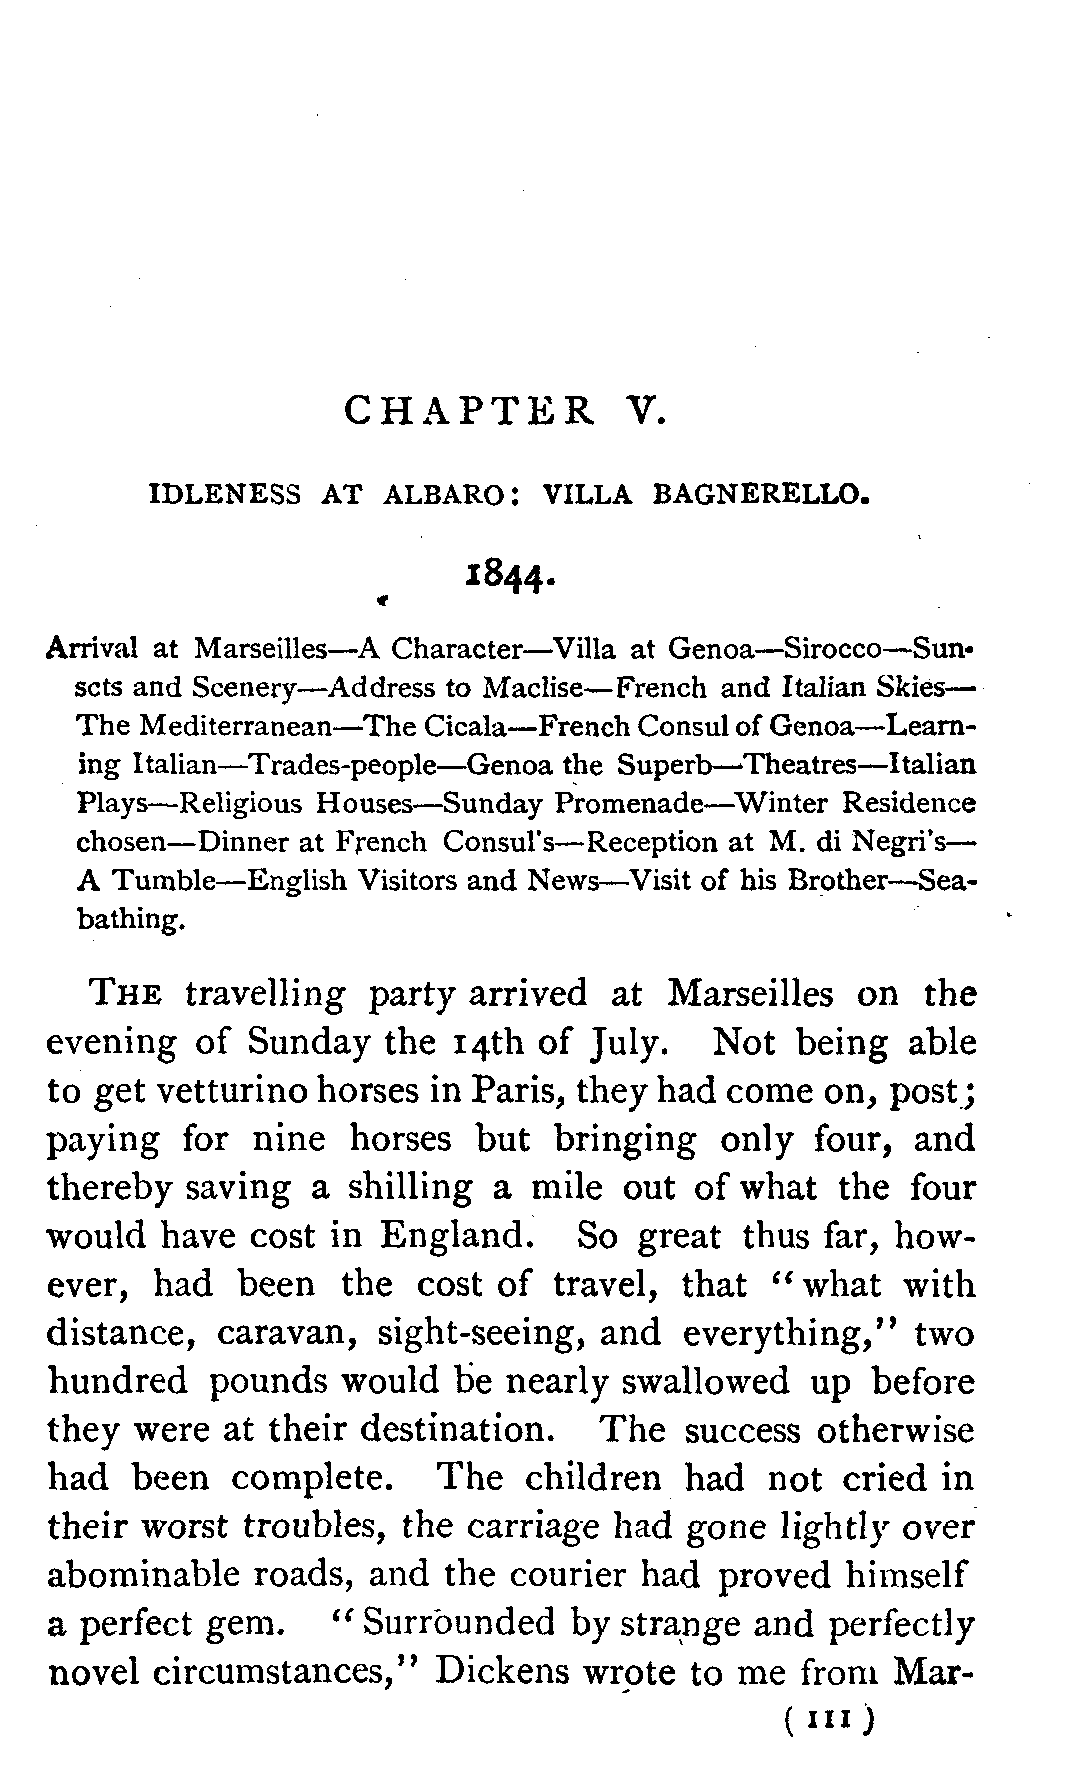 CHAPTER V.
IDLENESS AT ALBARO: VILLA BAGNERELLO.
1844.
Arrival at Marseilles—A Character—Villa at Genoa—Sirocco—Sun-
sets and Scenery—Address to Maclise—French and Italian Skies—
The Mediterranean—The Cicala—French Consul of Genoa—Learn-
ing Italian—Trades-people—Genoa the Superb—Theatres—Italian
Plays—Religious Houses—Sunday Promenade—Winter Residence
chosen—Dinner at French Consul's—Reception at M. di Negri's—
A Tumble—English Visitors and News—Visit of his Brother—Sea-
bathing.
THE travelling party arrived at Marseilles on the
evening of Sunday the 14th of July. Not being able
to get vetturino horses in Paris, they had come on, post;
paying for nine horses but bringing only four, and
thereby saving a shilling a mile out of what the four
would have cost in England. So great thus far, how-
ever, had been the cost of travel, that "what with
distance, caravan, sight-seeing, and everything," two
hundred pounds would be nearly swallowed up before
they were at their destination. The success otherwise
had been complete. The children had not cried in
their worst troubles, the carriage had gone lightly over
abominable roads, and the courier had proved himself
a perfect gem. "Surrounded by strange and perfectly
novel circumstances," Dickens wrote to me from Mar-
(111)